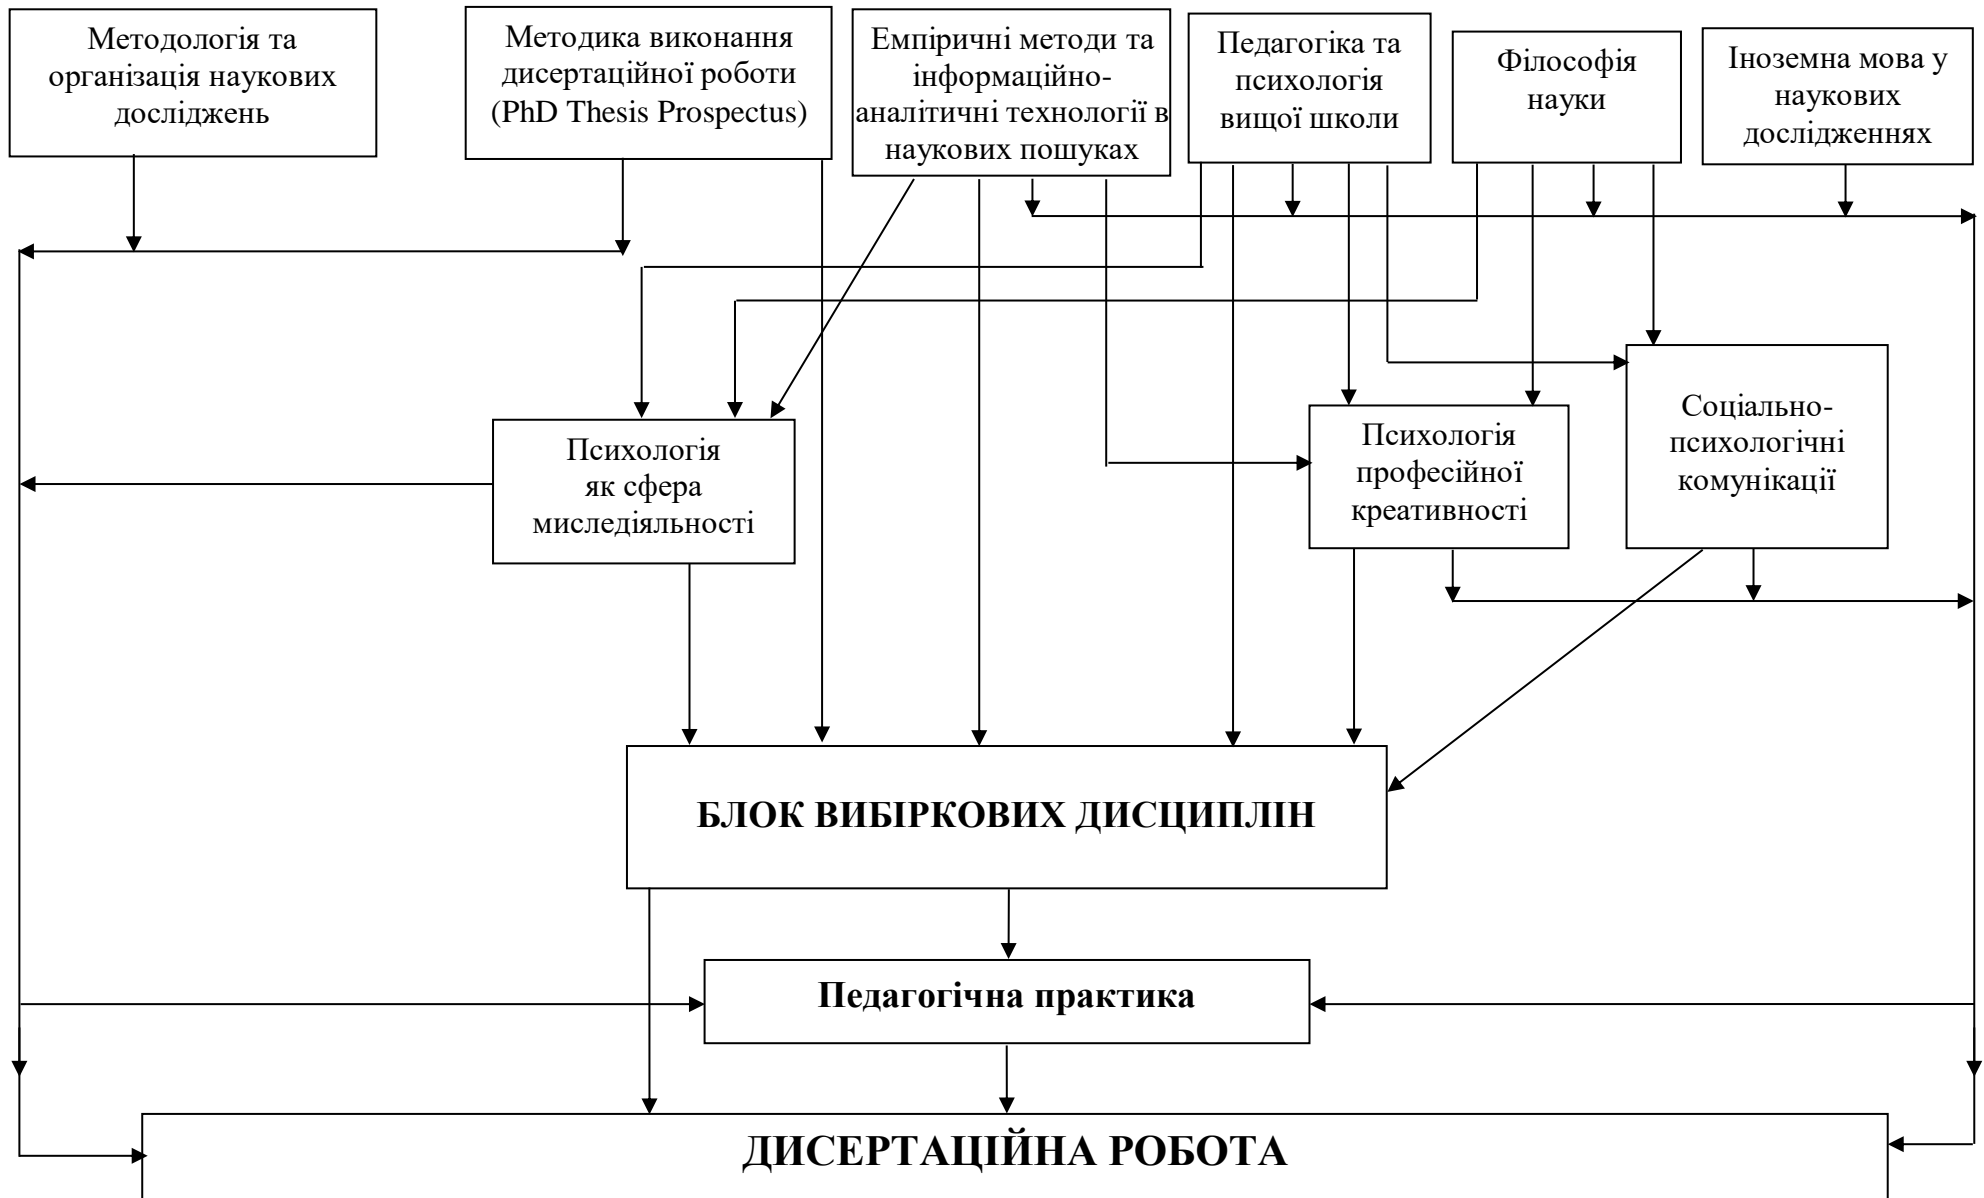 Методологія та
організація наукових
досліджень
Методика виконання
дисертаційної роботи
(PhD Thesis Prospectus)
Емпіричні методи та
інформаційно-
аналітичні технології в
наукових пошуках
Педагогіка та
психологія
вищої школи
Філософія
науки
Іноземна мова у
наукових
дослідженнях
Психологія
як сфера
миследіяльності
Психологія
професійної
креативності
Соціально-
психологічні
комунікації
БЛОК ВИБІРКОВИХ ДИСЦИПЛІН
Педагогічна практика
ДИСЕРТАЦІЙНА РОБОТА